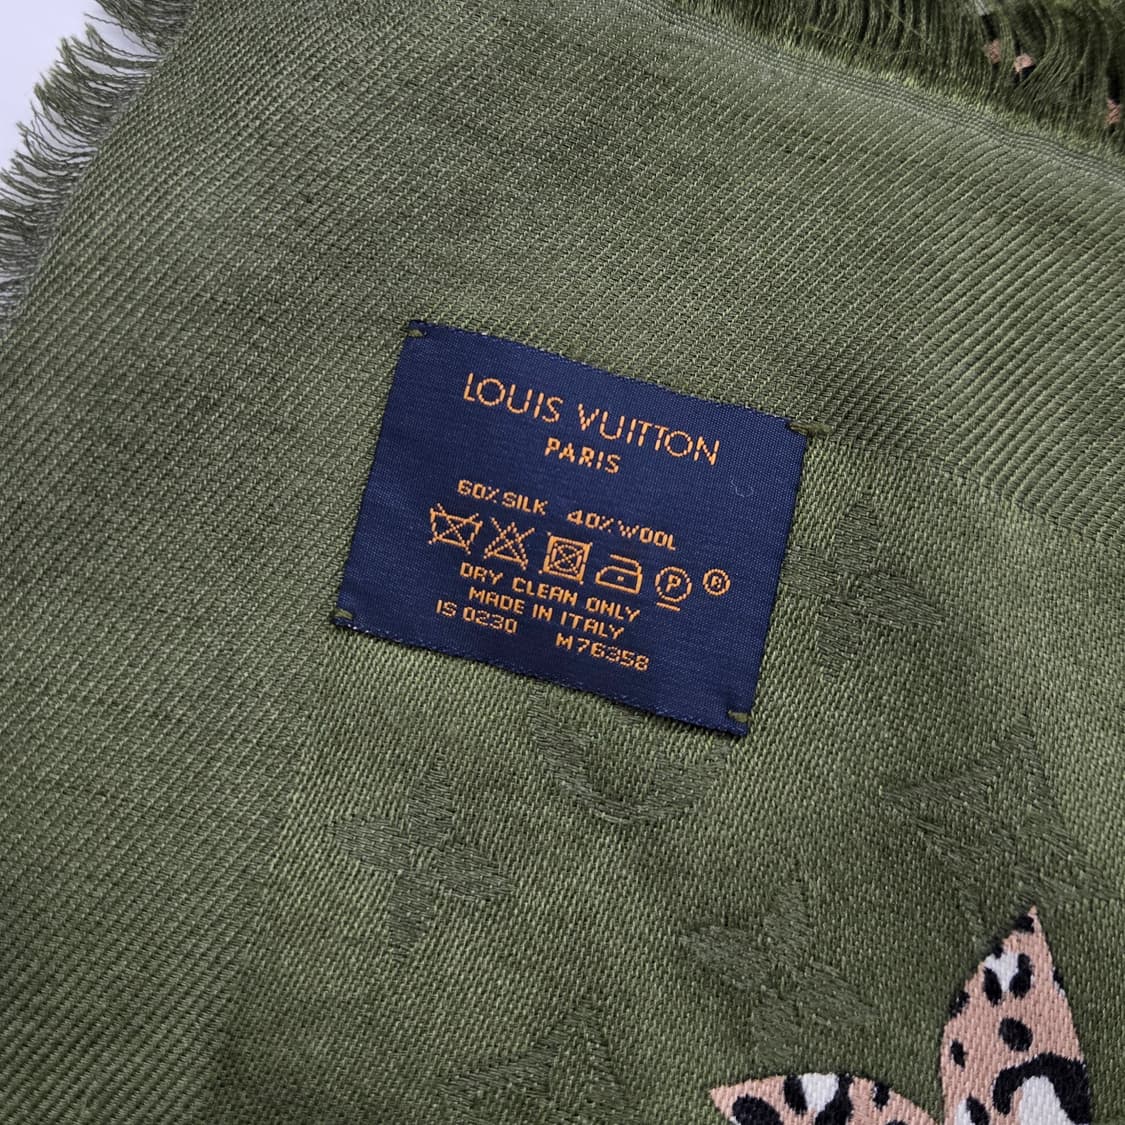 LOUIS VUITTON
PARIS
60% SILK 40% WOOL
P R
DRY CLEAN ONLY
MADE IN ITALY
IS 0230 M76358